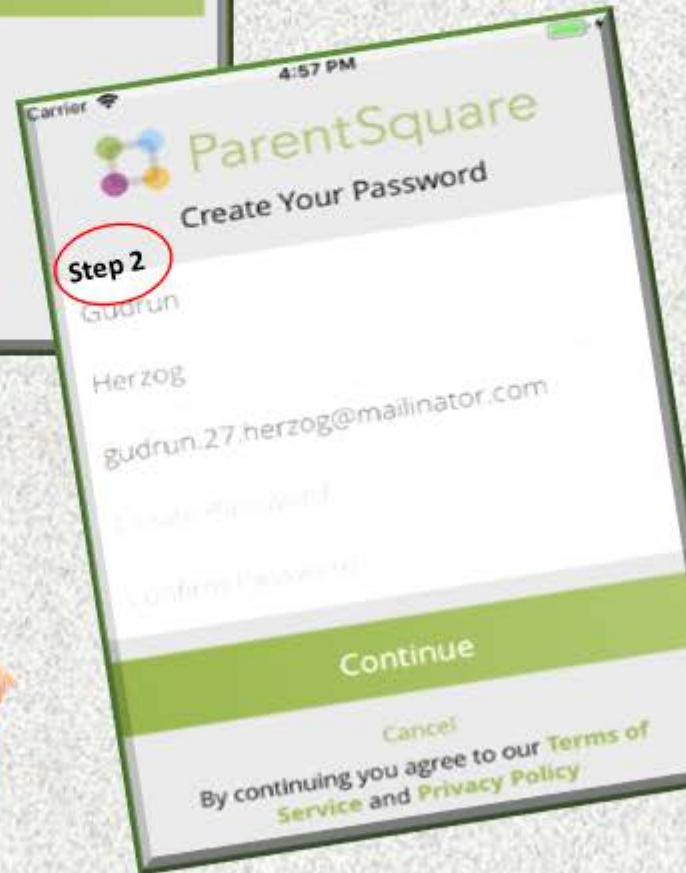 Carrier 4:57 PM
ParentSquare
Create Your Password
Step 2
Gudrun
Herzog
gudrun.27.herzog@mailinator.com
Create Password
Confirm Password
Continue
Cancel
By continuing you agree to our Terms of
Service and Privacy Policy